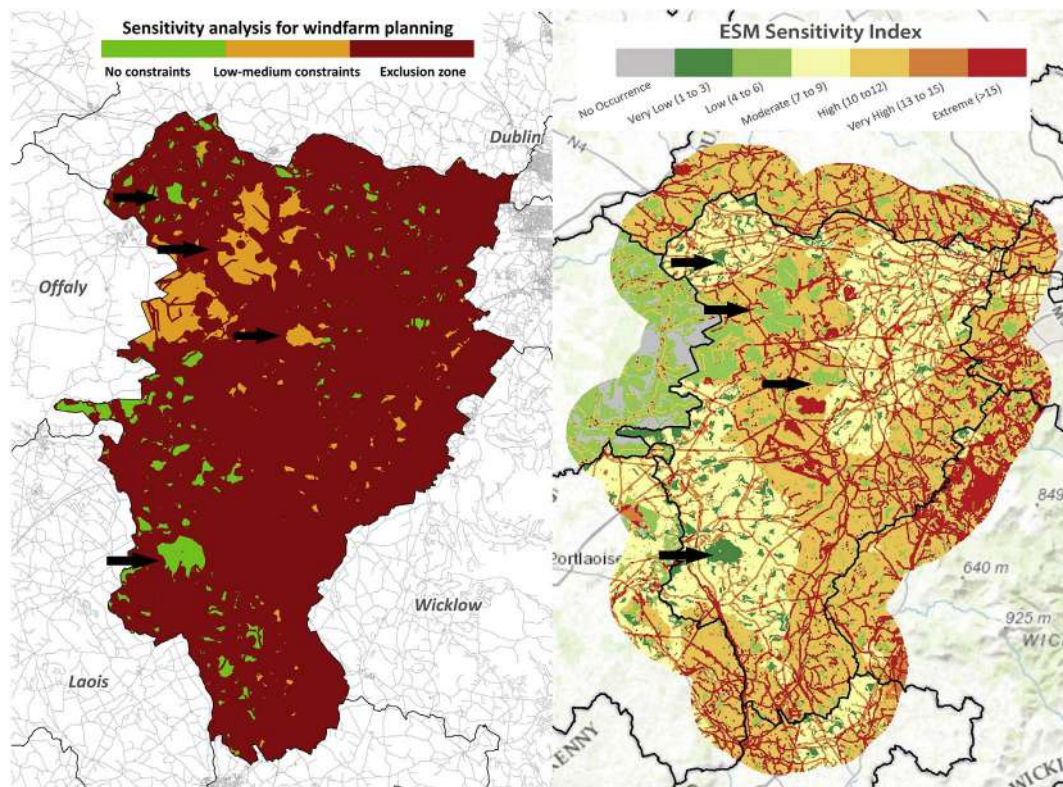 Sensitivity analysis for windfarm planning
No constraints Low-medium constraints Exclusion zone
Dublin
Offaly
Wicklow
Laois
ESM Sensitivity Index
No Occurrence
Very Low (1 to 3)
Low (4 to 6)
Moderate (7 to 9)
High (10 to12)
Very High (13 to 15)
Extreme (>15)
N4
849
Portlaoise
640 m
925 m
WIC
ENNY
WICKL